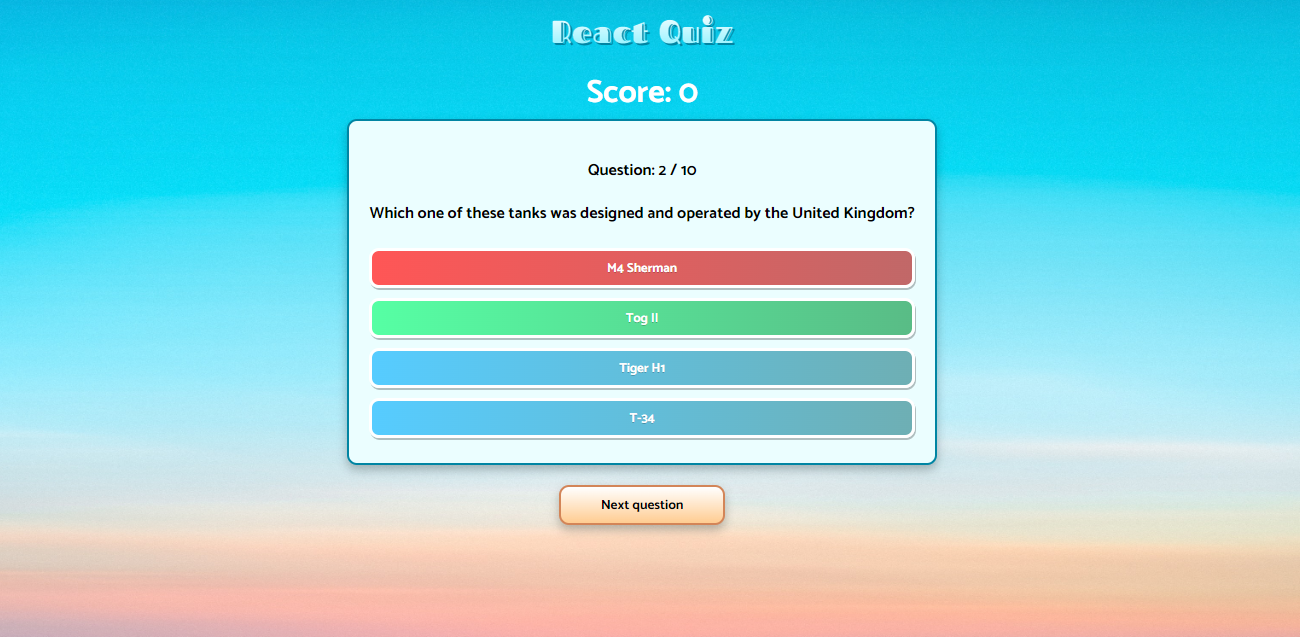 React Quiz
Score: 0
Question: 2 / 10
Which one of these tanks was designed and operated by the United Kingdom?
M4 Sherman
Tog II
Tiger H1
T-34
Next question